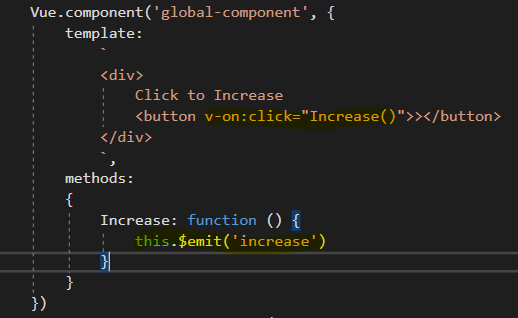 Vue.component('global-component', {
template:
`
<div>
Click to Increase
<button v-on:click="Increase()">></button>
</div>
`,
methods:
{
Increase: function () {
this.$emit('increase')
}
}
})